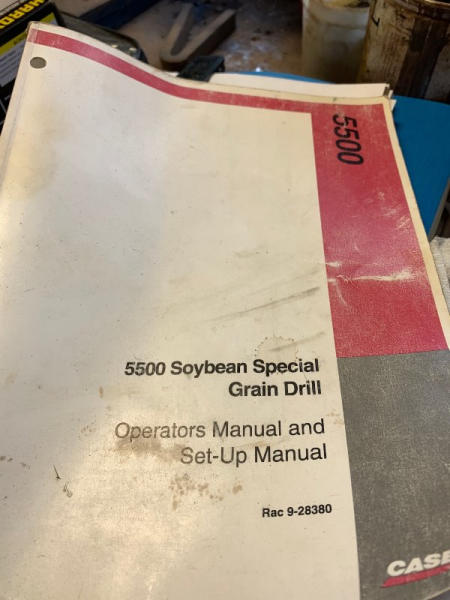 5500
5500 Soybean Special
Grain Drill
Operators Manual and
Set-Up Manual
Rac 9-28380
CASE